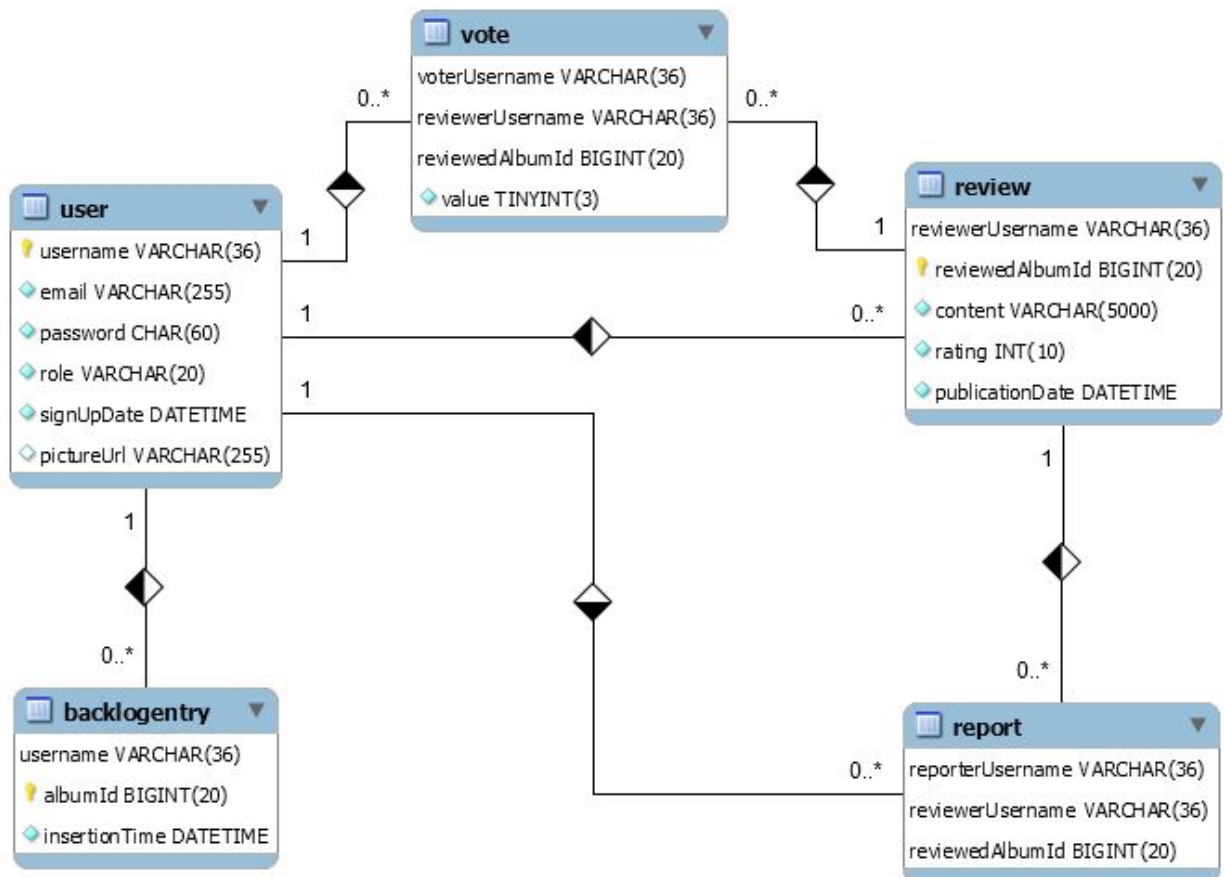 vote
voterUsername VARCHAR(36)
reviewerUsername VARCHAR(36)
reviewedAlbumId BIGINT(20)
value TINYINT(3)
0..*
0..*
1
1
user
username VARCHAR(36)
email VARCHAR(255)
password CHAR(60)
role VARCHAR(20)
signUpDate DATETIME
pictureUrl VARCHAR(255)
review
reviewerUsername VARCHAR(36)
reviewedAlbumId BIGINT(20)
content VARCHAR(5000)
rating INT(10)
publicationDate DATETIME
1
0..*
1
1
1
0..*
0..*
0..*
backlogentry
username VARCHAR(36)
albumId BIGINT(20)
insertionTime DATETIME
report
reporterUsername VARCHAR(36)
reviewerUsername VARCHAR(36)
reviewedAlbumId BIGINT(20)